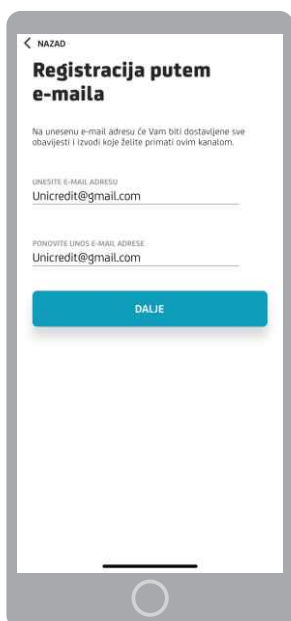 NAZAD
Registracija putem
e-maila
Na unesenu e-mail adresu će Vam biti dostavljene sve
obavijesti i izvodi koje želite primati ovim kanalom.
UNESITE E-MAIL ADRESU
Unicredit@gmail.com
PONOVITE UNOS E-MAIL ADRESE
Unicredit@gmail.com
DALJE